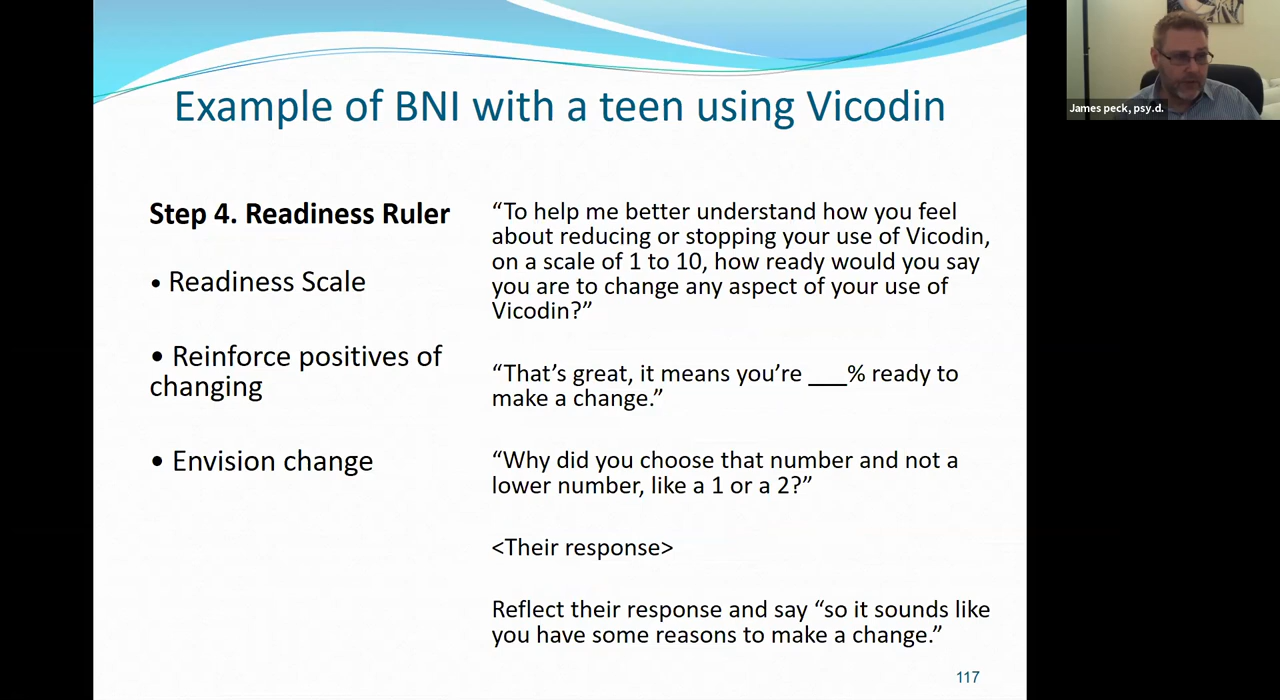 Example of BNI with a teen using Vicodin
Step 4. Readiness Ruler
• Readiness Scale
• Reinforce positives of
changing
• Envision change
“To help me better understand how you feel
about reducing or stopping your use of Vicodin,
on a scale of 1 to 10, how ready would you say
you are to change any aspect of your use of
Vicodin?”
“That’s great, it means you’re ___% ready to
make a change.”
“Why did you choose that number and not a
lower number, like a 1 or a 2?”
<Their response>
Reflect their response and say “so it sounds like
you have some reasons to make a change.”
117
James peck, psy.d.